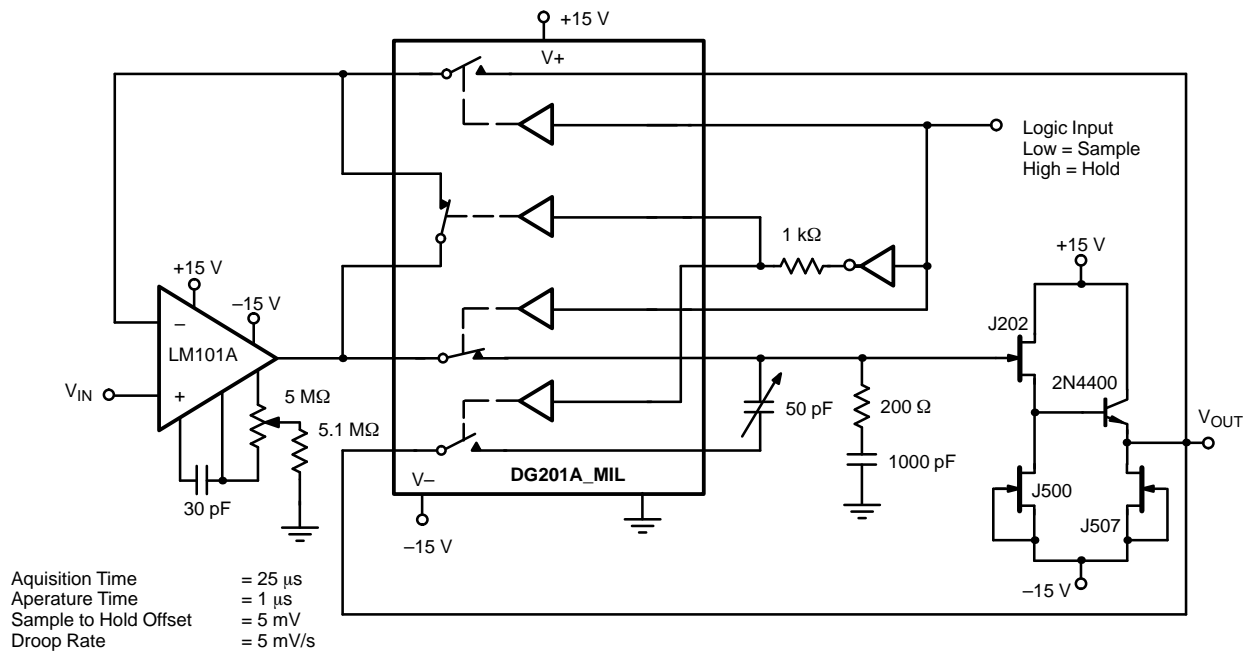 +15 V
V+
Logic Input
Low = Sample
High = Hold
1 kΩ
+15 V
+15 V
–15 V
J202
–
LM101A
2N4400
VIN
+
5 MΩ
50 pF
200 Ω
VOUT
5.1 MΩ
1000 pF
DG201A_MIL
V–
J500
30 pF
J507
–15 V
–15 V
Aquisition Time = 25 μs
Aperature Time = 1 μs
Sample to Hold Offset = 5 mV
Droop Rate = 5 mV/s